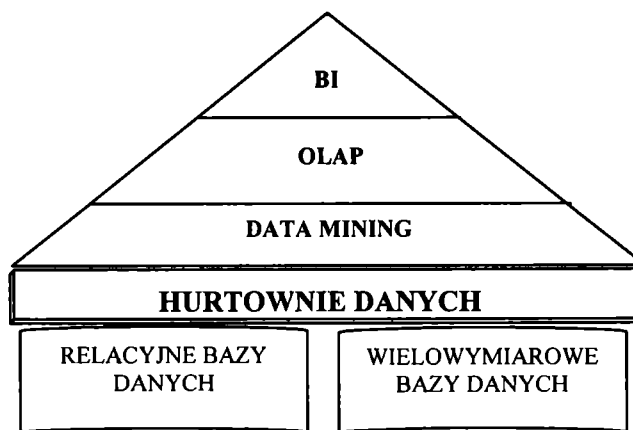 BI
OLAP
DATA MINING
HURTOWNIE DANYCH
RELACYJNE BAZY
DANYCH
WIELOWYMIAROWE
BAZY DANYCH